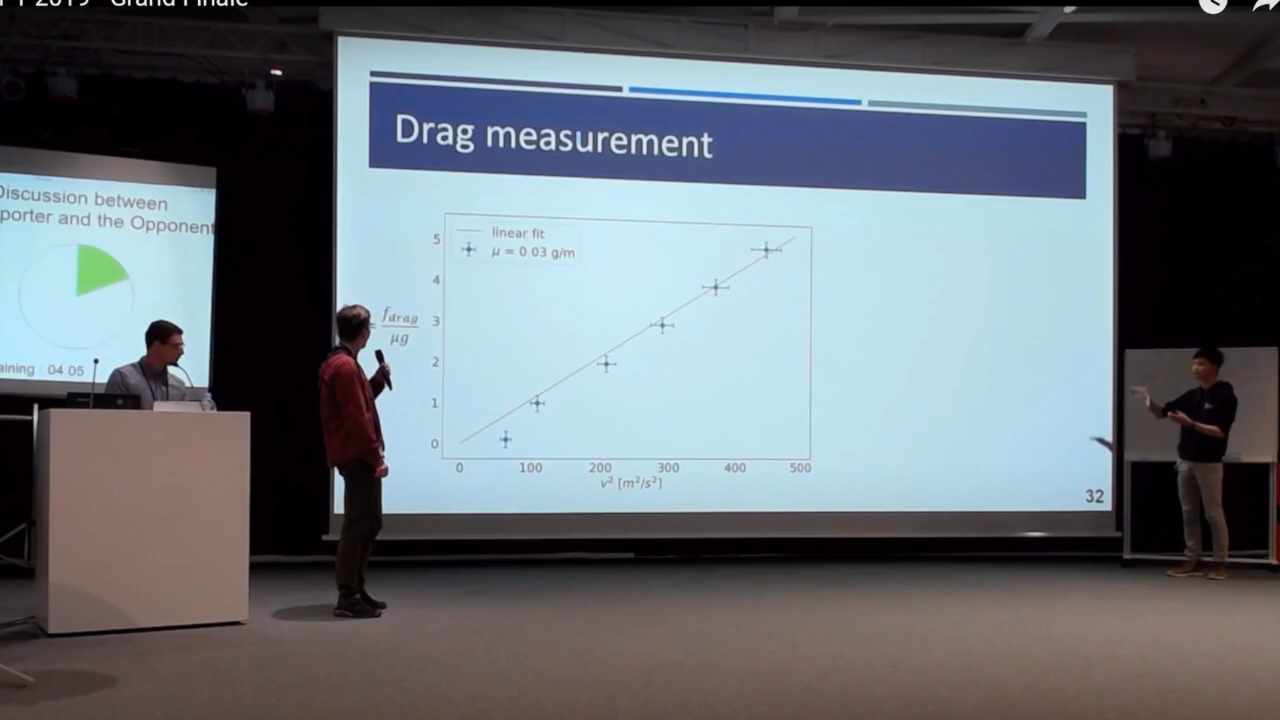 2019 - Grand Finale
Discussion between
porter and the Opponent
aining : 04:05
Drag measurement
linear fit
μ = 0.03 g/m
= f_drag / μg
5
4
3
2
1
0
0 100 200 300 400 500
v² [m²/s²]
32